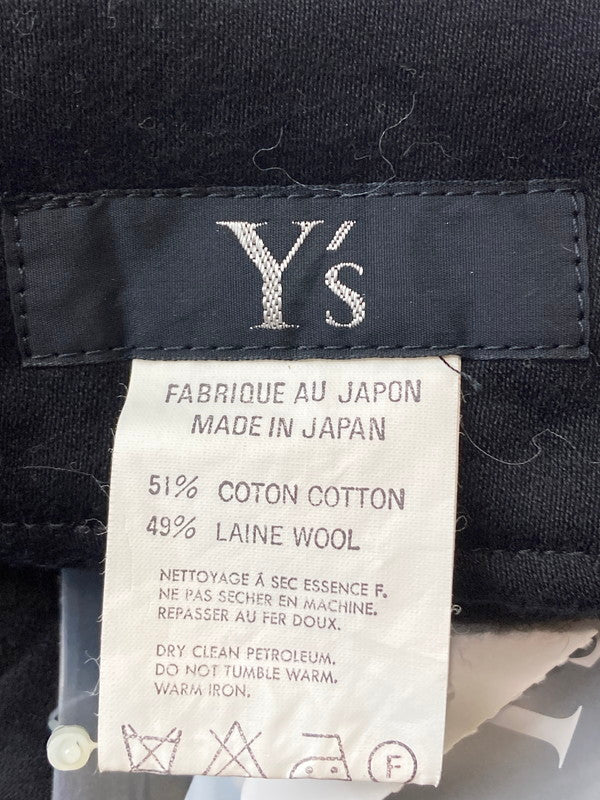 Y's
FABRIQUE AU JAPON
MADE IN JAPAN
51% COTON COTTON
49% LAINE WOOL
NETTOYAGE À SEC ESSENCE F.
NE PAS SECHER EN MACHINE.
REPASSER AU FER DOUX.
DRY CLEAN PETROLEUM.
DO NOT TUMBLE WARM.
WARM IRON.
F